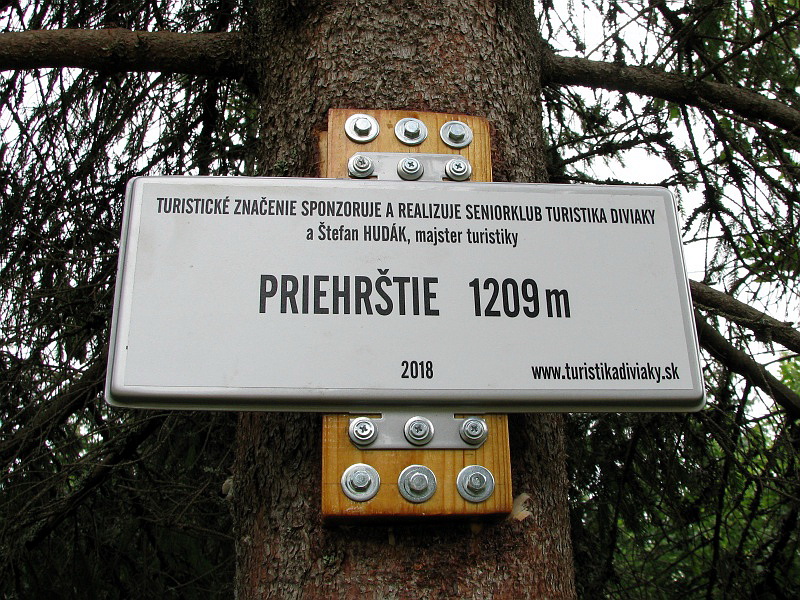 TURISTICKÉ ZNAČENIE SPONZORUJE A REALIZUJE SENIORKLUB TURISTIKA DIVIAKY
a Štefan HUDÁK, majster turistiky
PRIEHRŠTIE 1209 m
2018 www.turistikadiviaky.sk